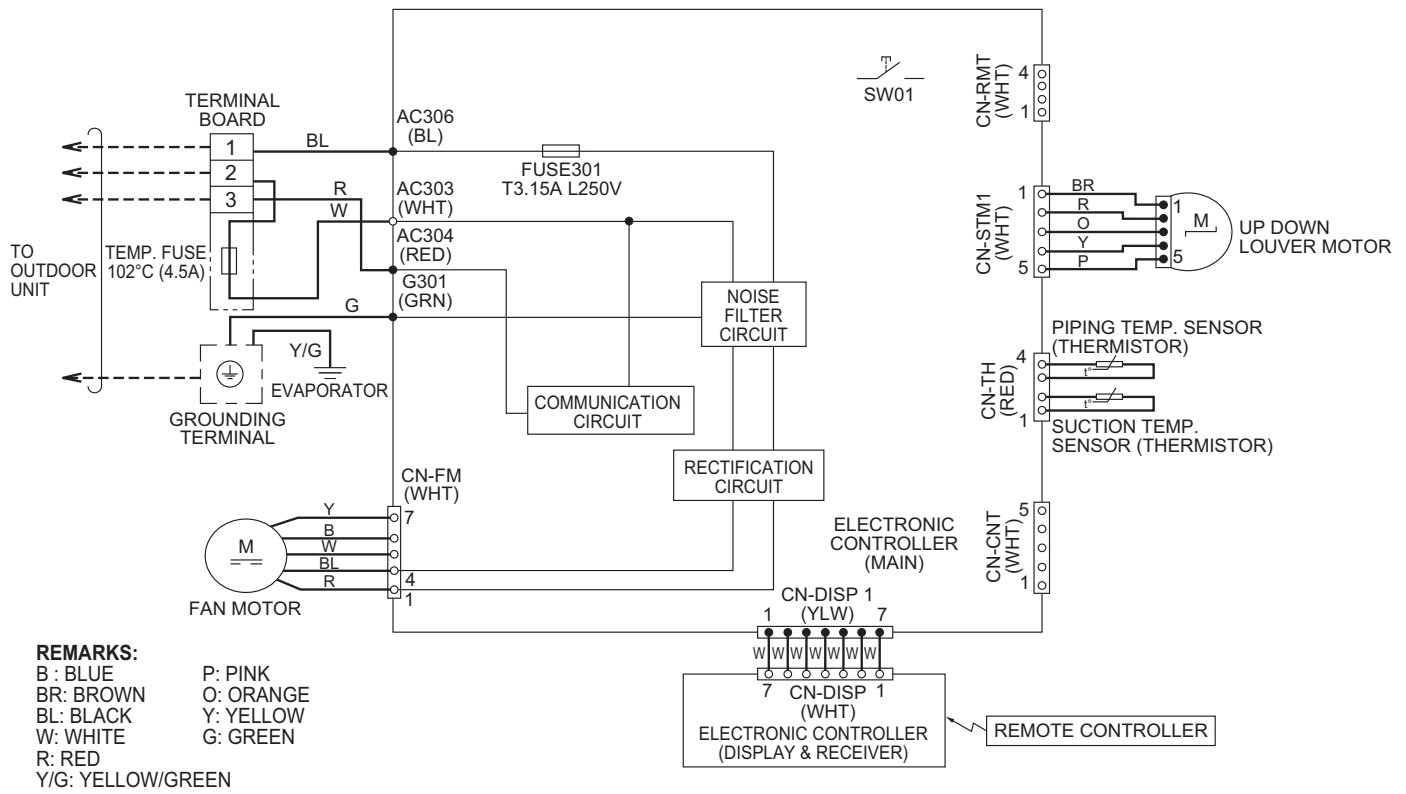 TERMINAL
BOARD
1
2
3
BL
R
W
G
Y/G
AC306
(BL)
AC303
(WHT)
AC304
(RED)
G301
(GRN)
TO
OUTDOOR
UNIT
TEMP. FUSE
102°C (4.5A)
EVAPORATOR
GROUNDING
TERMINAL
FUSE301
T3.15A L250V
SW01
NOISE
FILTER
CIRCUIT
COMMUNICATION
CIRCUIT
RECTIFICATION
CIRCUIT
ELECTRONIC
CONTROLLER
(MAIN)
CN-RMT
(WHT)
4
1
CN-STM1
(WHT)
1
5
BR
R
O
Y
P
1
5
M
UP DOWN
LOUVER MOTOR
PIPING TEMP. SENSOR
(THERMISTOR)
CN-TH
(RED)
4
1
t°
t°
SUCTION TEMP.
SENSOR (THERMISTOR)
CN-CNT
(WHT)
5
1
CN-FM
(WHT)
7
4
1
Y
B
W
BL
R
M
FAN MOTOR
CN-DISP 1
(YLW)
1 7
W W W W W W W
7 1
CN-DISP
(WHT)
ELECTRONIC CONTROLLER
(DISPLAY & RECEIVER)
REMOTE CONTROLLER
REMARKS:
B : BLUE P: PINK
BR: BROWN O: ORANGE
BL: BLACK Y: YELLOW
W: WHITE G: GREEN
R: RED
Y/G: YELLOW/GREEN